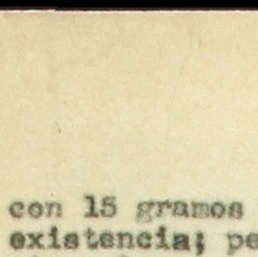 con 15 gramos
existencia; pe